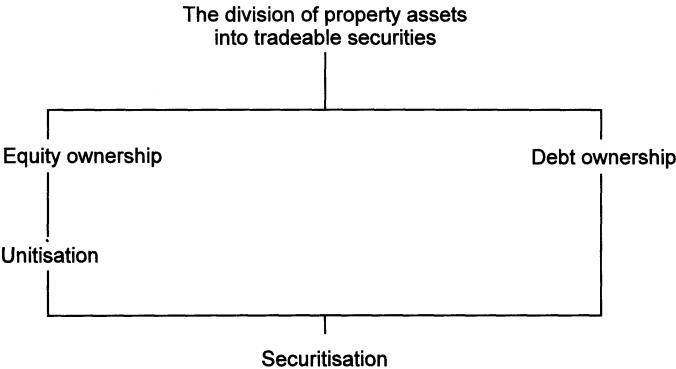 The division of property assets
into tradeable securities
Equity ownership
Debt ownership
Unitisation
Securitisation